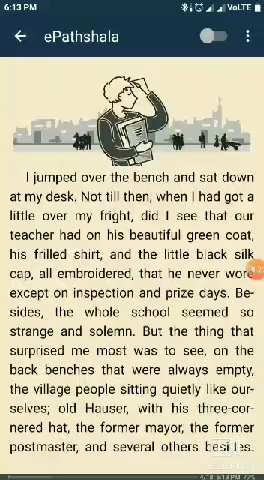 6:13 PM VoLTE
ePathshala
I jumped over the bench and sat down
at my desk. Not till then, when I had got a
little over my fright, did I see that our
teacher had on his beautiful green coat,
his frilled shirt, and the little black silk
cap, all embroidered, that he never wore
except on inspection and prize days. Be-
sides, the whole school seemed so
strange and solemn. But the thing that
surprised me most was to see, on the
back benches that were always empty,
the village people sitting quietly like our-
selves; old Hauser, with his three-cor-
nered hat, the former mayor, the former
postmaster, and several others besides.